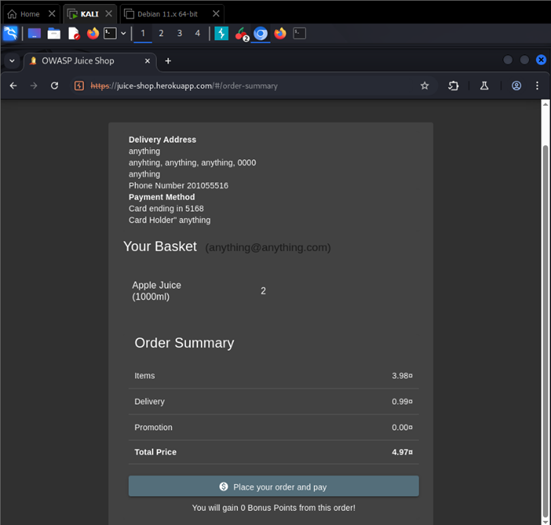 Home
KALI
Debian 11.x 64-bit
1 2 3 4
2
OWASP Juice Shop
https://juice-shop.herokuapp.com/#/order-summary
Delivery Address
anything
anyhting, anything, anything, 0000
anything
Phone Number 201055516
Payment Method
Card ending in 5168
Card Holder" anything
Your Basket (anything@anything.com)
Apple Juice
(1000ml)
2
Order Summary
Items 3.98¤
Delivery 0.99¤
Promotion 0.00¤
Total Price 4.97¤
Place your order and pay
You will gain 0 Bonus Points from this order!